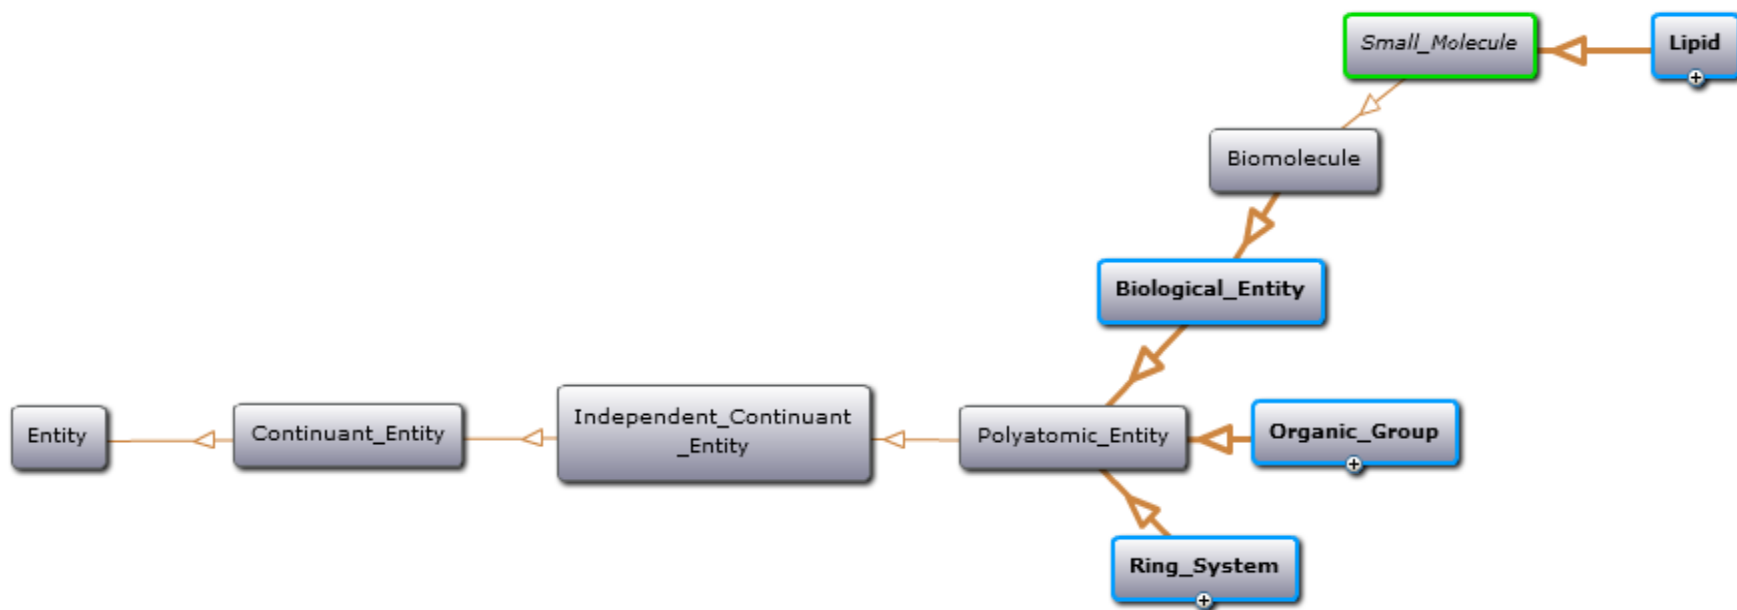 Small_Molecule
Lipid
Biomolecule
Biological_Entity
Entity
Continuant_Entity
Independent_Continuant
_Entity
Polyatomic_Entity
Organic_Group
Ring_System